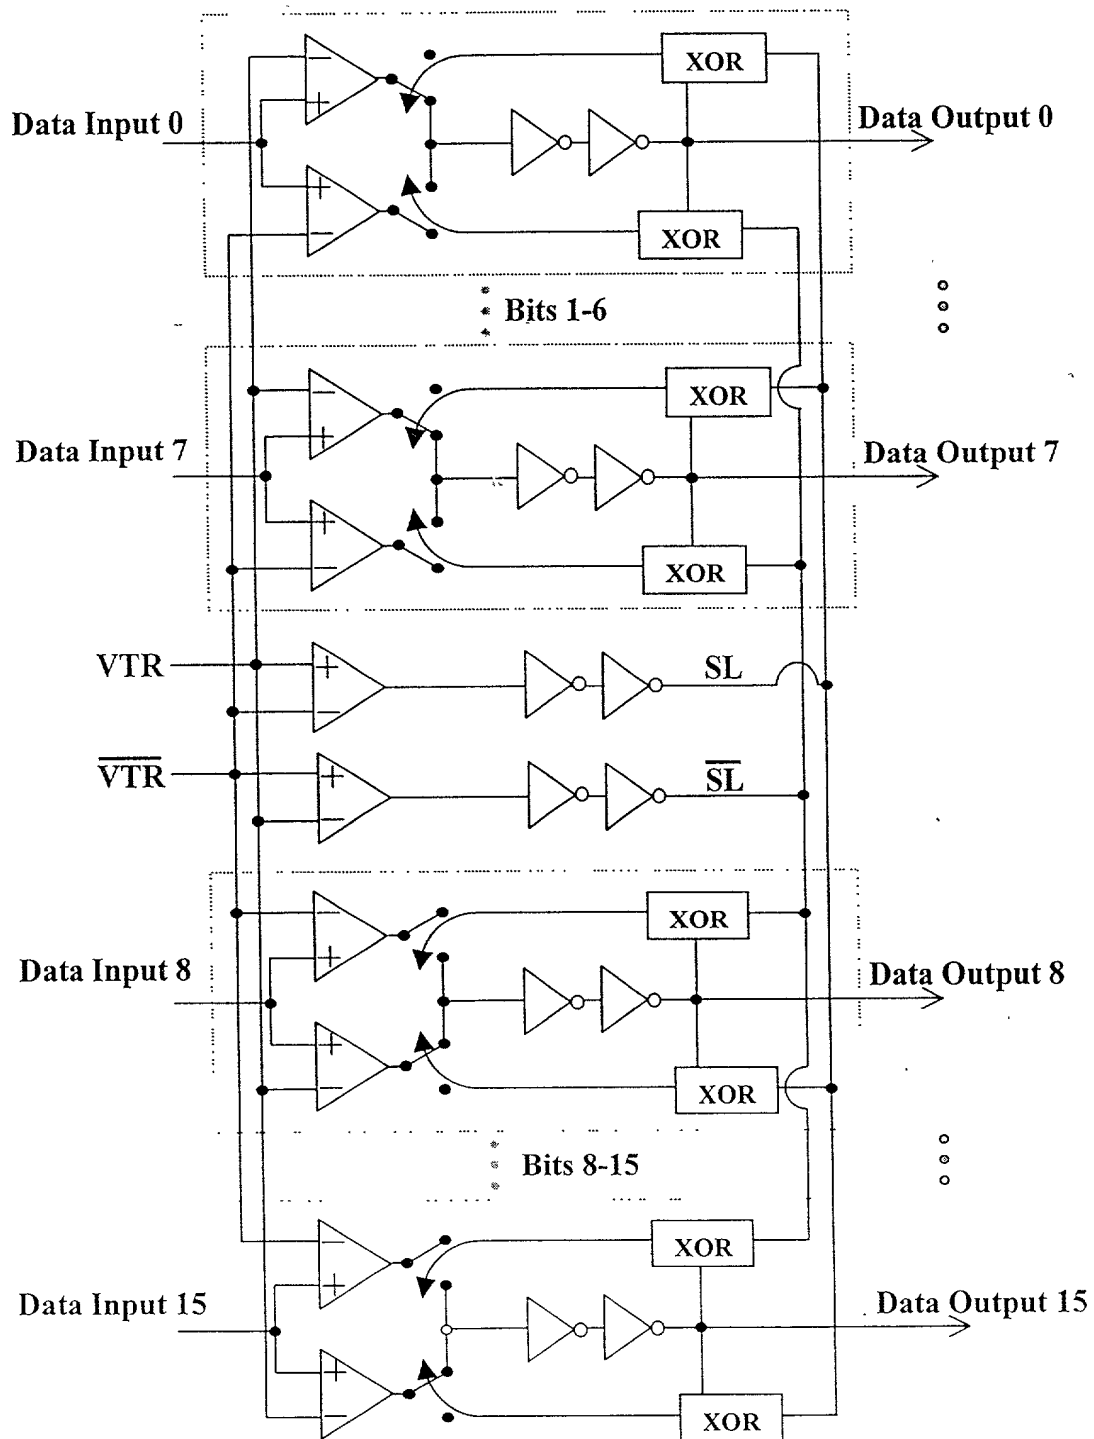 XOR
Data Input 0
Data Output 0
XOR
Bits 1-6
XOR
Data Input 7
Data Output 7
XOR
VTR
SL
VTR
SL
XOR
Data Input 8
Data Output 8
XOR
Bits 8-15
XOR
Data Input 15
Data Output 15
XOR